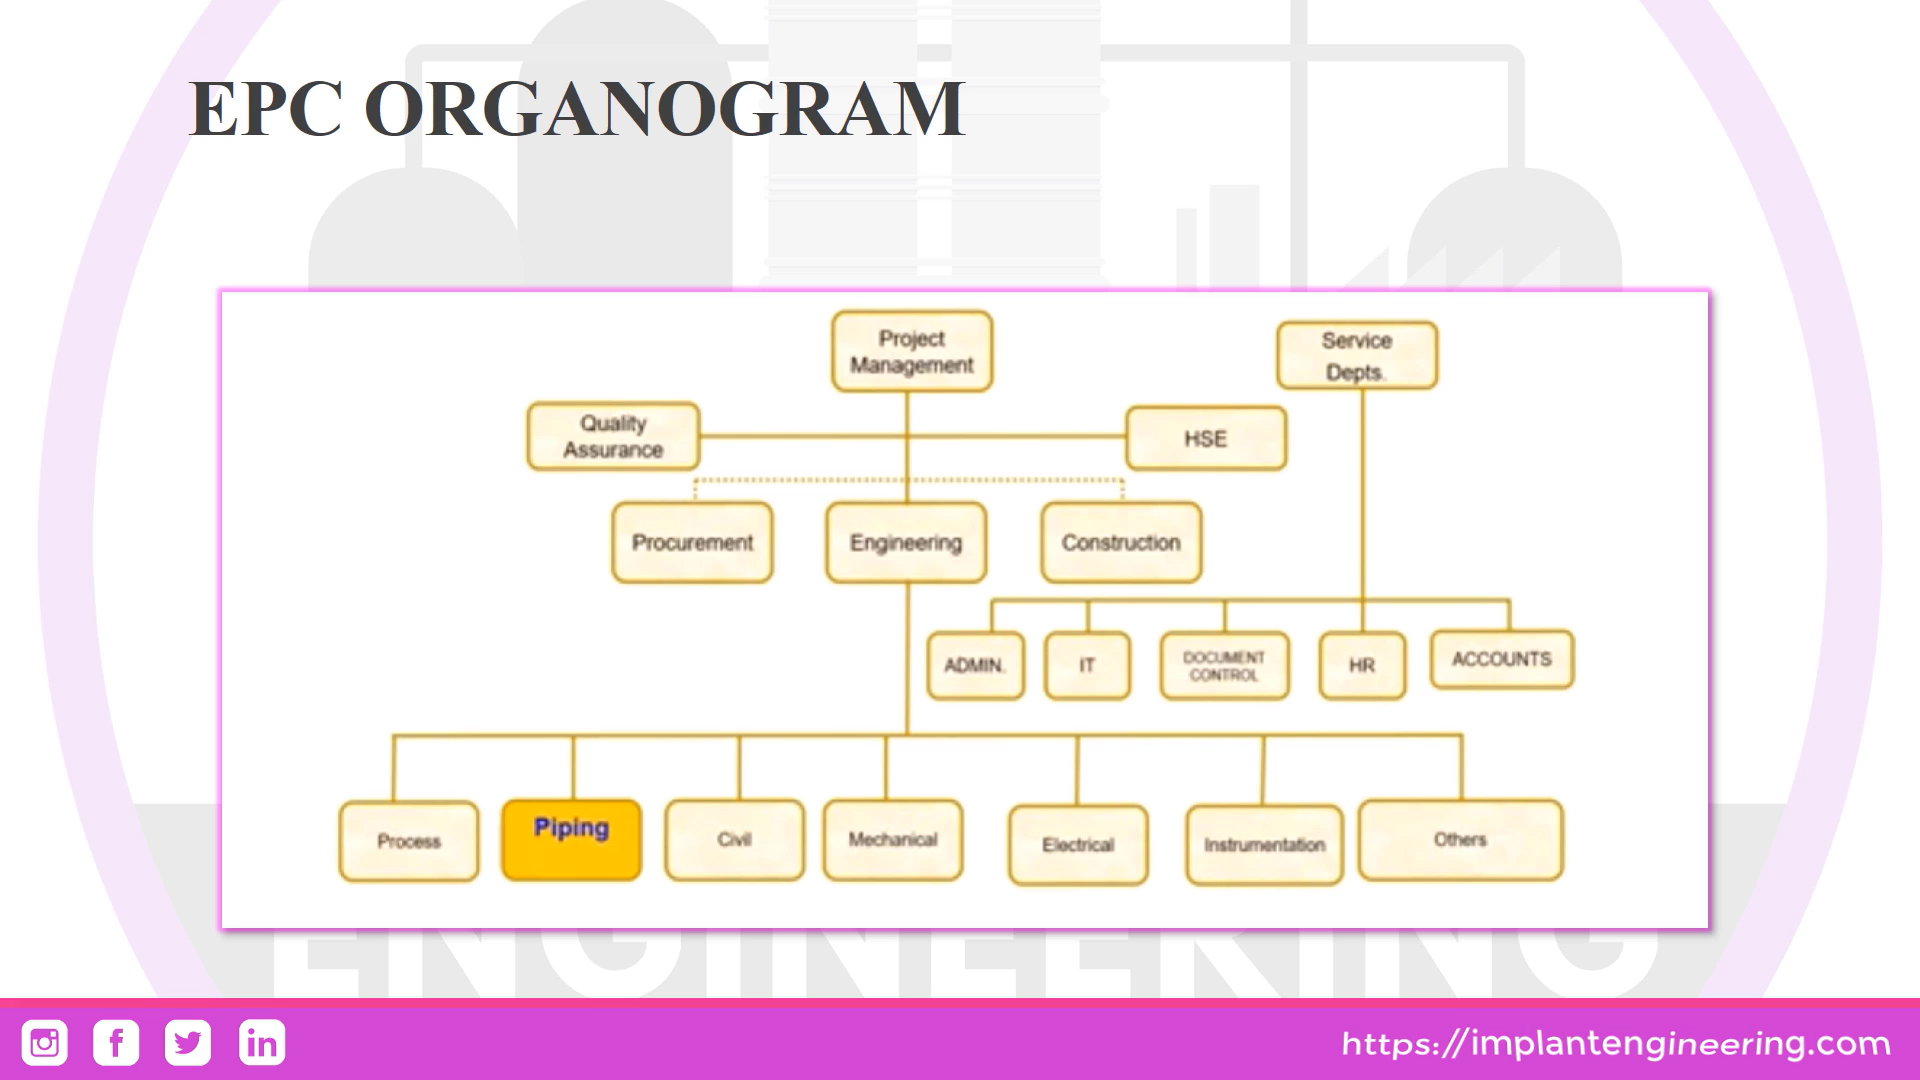 EPC ORGANOGRAM
Project
Management
Service
Depts.
Quality
Assurance
HSE
Procurement
Engineering
Construction
ADMIN.
IT
DOCUMENT
CONTROL
HR
ACCOUNTS
Process
Piping
Civil
Mechanical
Electrical
Instrumentation
Others
ENGINEERING
https://implantengineering.com